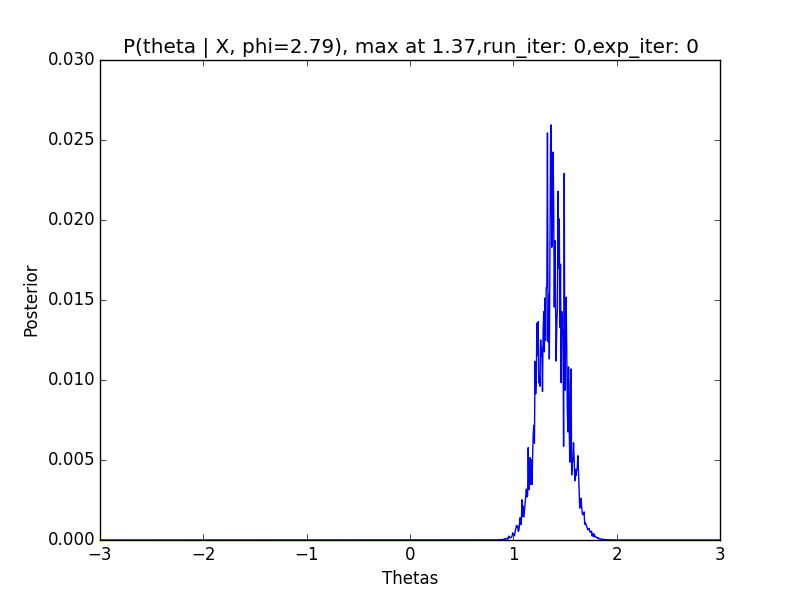 P(theta | X, phi=2.79), max at 1.37,run_iter: 0,exp_iter: 0
0.030
0.025
0.020
0.015
0.010
0.005
0.000
Posterior
−3 −2 −1 0 1 2 3
Thetas